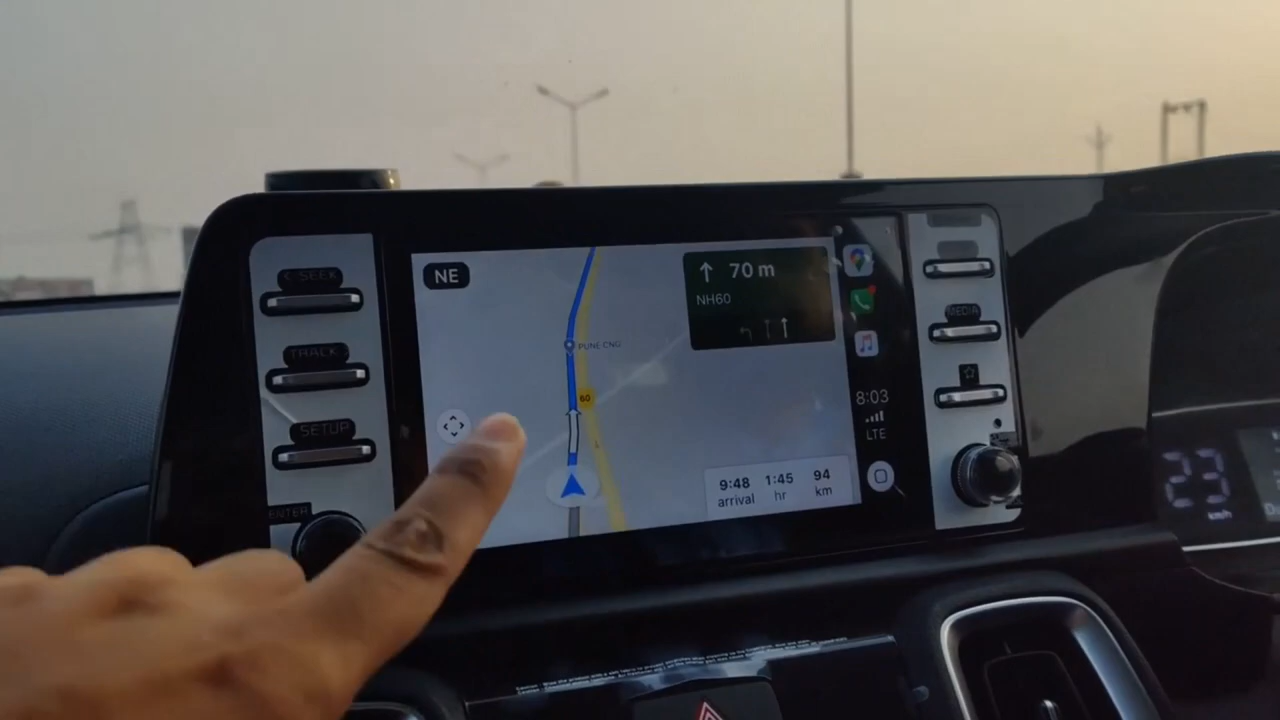 SEEK
TRACK
SETUP
ENTER
NE
70 m
NH60
PUNE CNG
60
9:48 1:45 94
arrival hr km
8:03
LTE
MEDIA
23
km/h